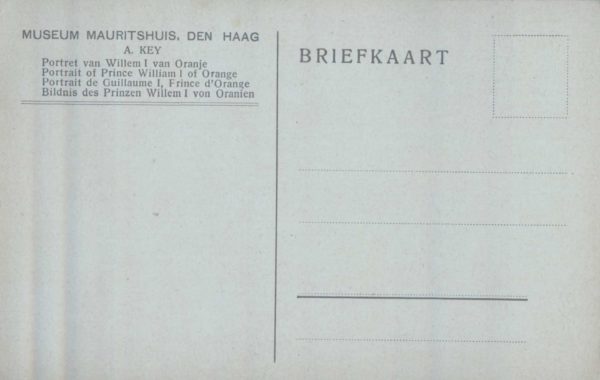 MUSEUM MAURITSHUIS, DEN HAAG
A. KEY
Portret van Willem I van Oranje
Portrait of Prince William I of Orange
Portrait de Guillaume I, Frince d'Orange
Bildnis des Prinzen Willem I von Oranien
BRIEFKAART